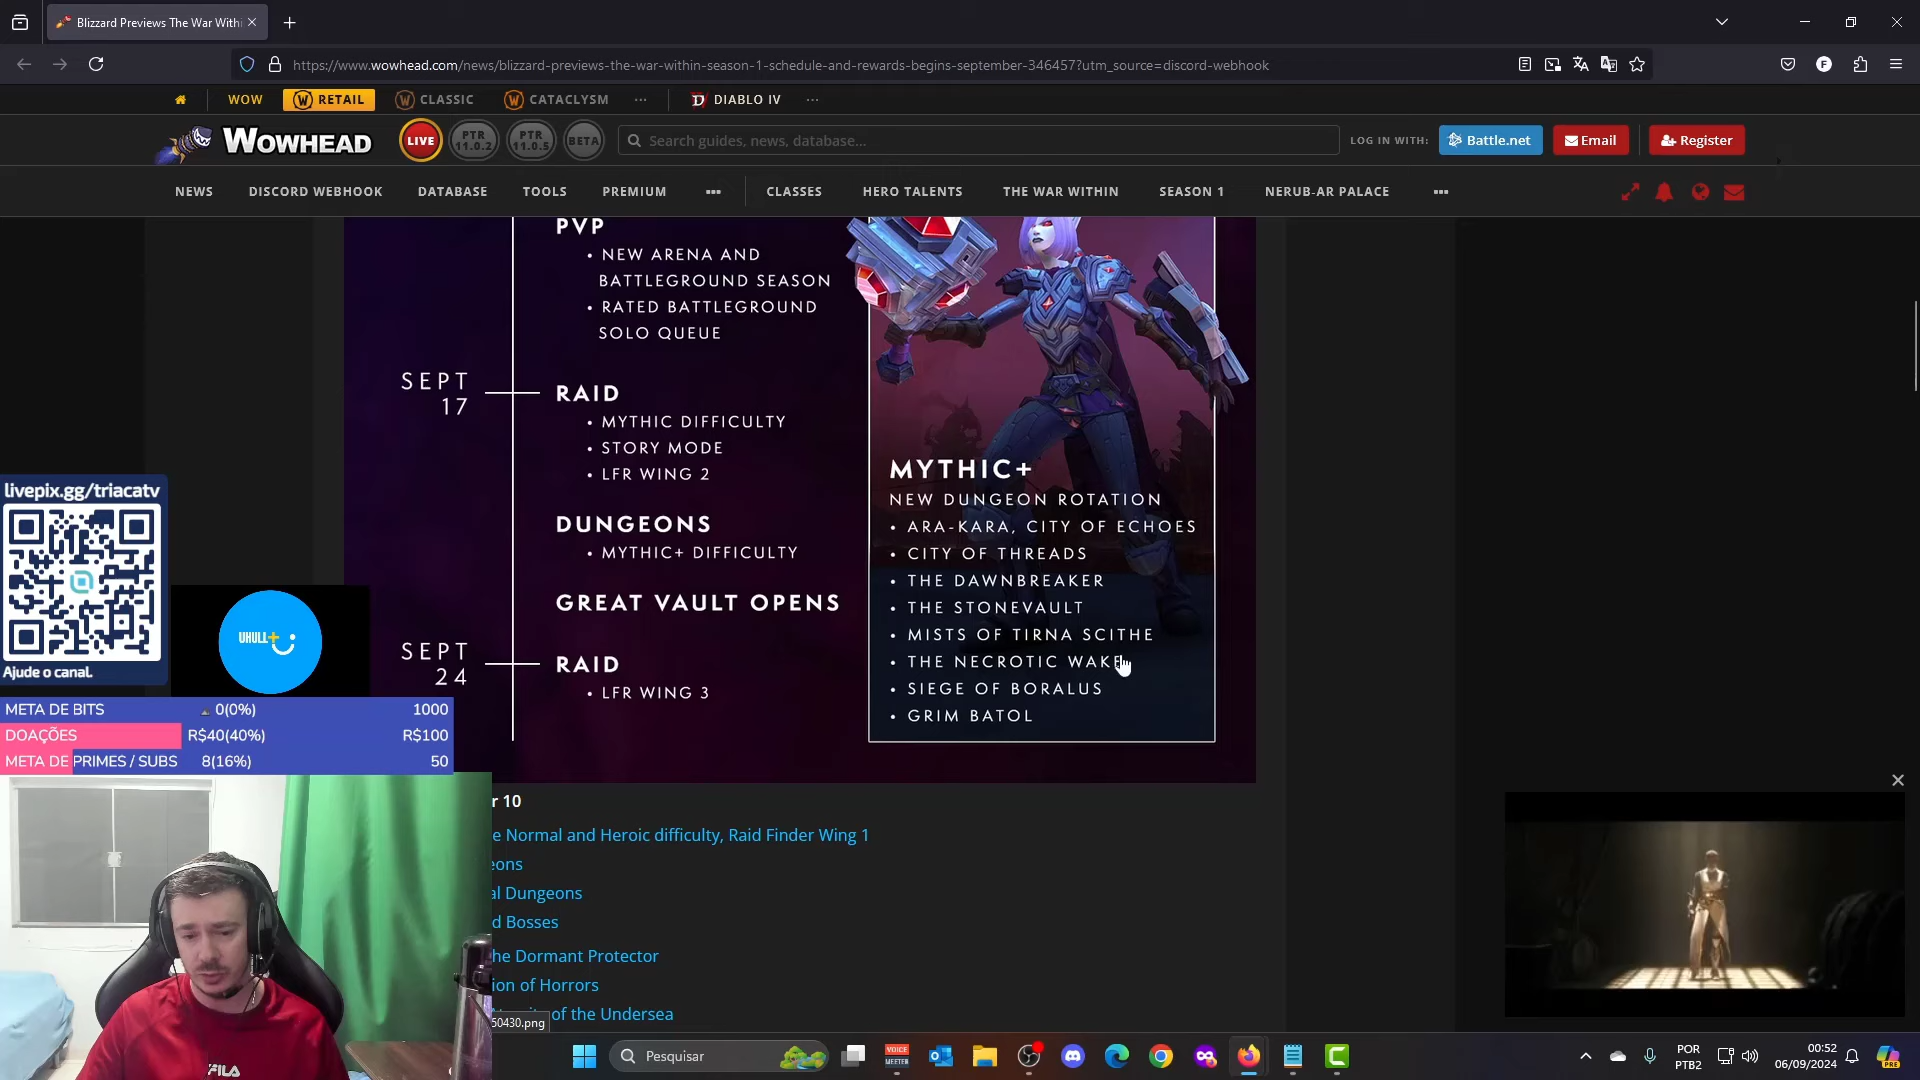 Blizzard Previews The War With
https://www.wowhead.com/news/blizzard-previews-the-war-within-season-1-schedule-and-rewards-begins-september-346457?utm_source=discord-webhook
WOW
RETAIL
CLASSIC
CATACLYSM
DIABLO IV
WOWHEAD
LIVE
PTR 11.0.2
PTR 11.0.5
BETA
Search guides, news, database...
LOG IN WITH:
Battle.net
Email
Register
NEWS
DISCORD WEBHOOK
DATABASE
TOOLS
PREMIUM
CLASSES
HERO TALENTS
THE WAR WITHIN
SEASON 1
NERUB-AR PALACE
PVP
• NEW ARENA AND
BATTLEGROUND SEASON
• RATED BATTLEGROUND
SOLO QUEUE
SEPT
17
RAID
• MYTHIC DIFFICULTY
• STORY MODE
• LFR WING 2
DUNGEONS
• MYTHIC+ DIFFICULTY
GREAT VAULT OPENS
SEPT
24
RAID
• LFR WING 3
MYTHIC+
NEW DUNGEON ROTATION
• ARA-KARA, CITY OF ECHOES
• CITY OF THREADS
• THE DAWNBREAKER
• THE STONEVAULT
• MISTS OF TIRNA SCITHE
• THE NECROTIC WAKE
• SIEGE OF BORALUS
• GRIM BATOL
livepix.gg/triacatv
Ajude o canal.
UHULL+
META DE BITS 0(0%) 1000
DOAÇÕES R$40(40%) R$100
META DE PRIMES / SUBS 8(16%) 50
r 10
e Normal and Heroic difficulty, Raid Finder Wing 1
eons
al Dungeons
d Bosses
he Dormant Protector
ion of Horrors
of the Undersea
50430.png
FILA
Pesquisar
VOICE MEETER
POR
PTB2
00:52
06/09/2024
PRE